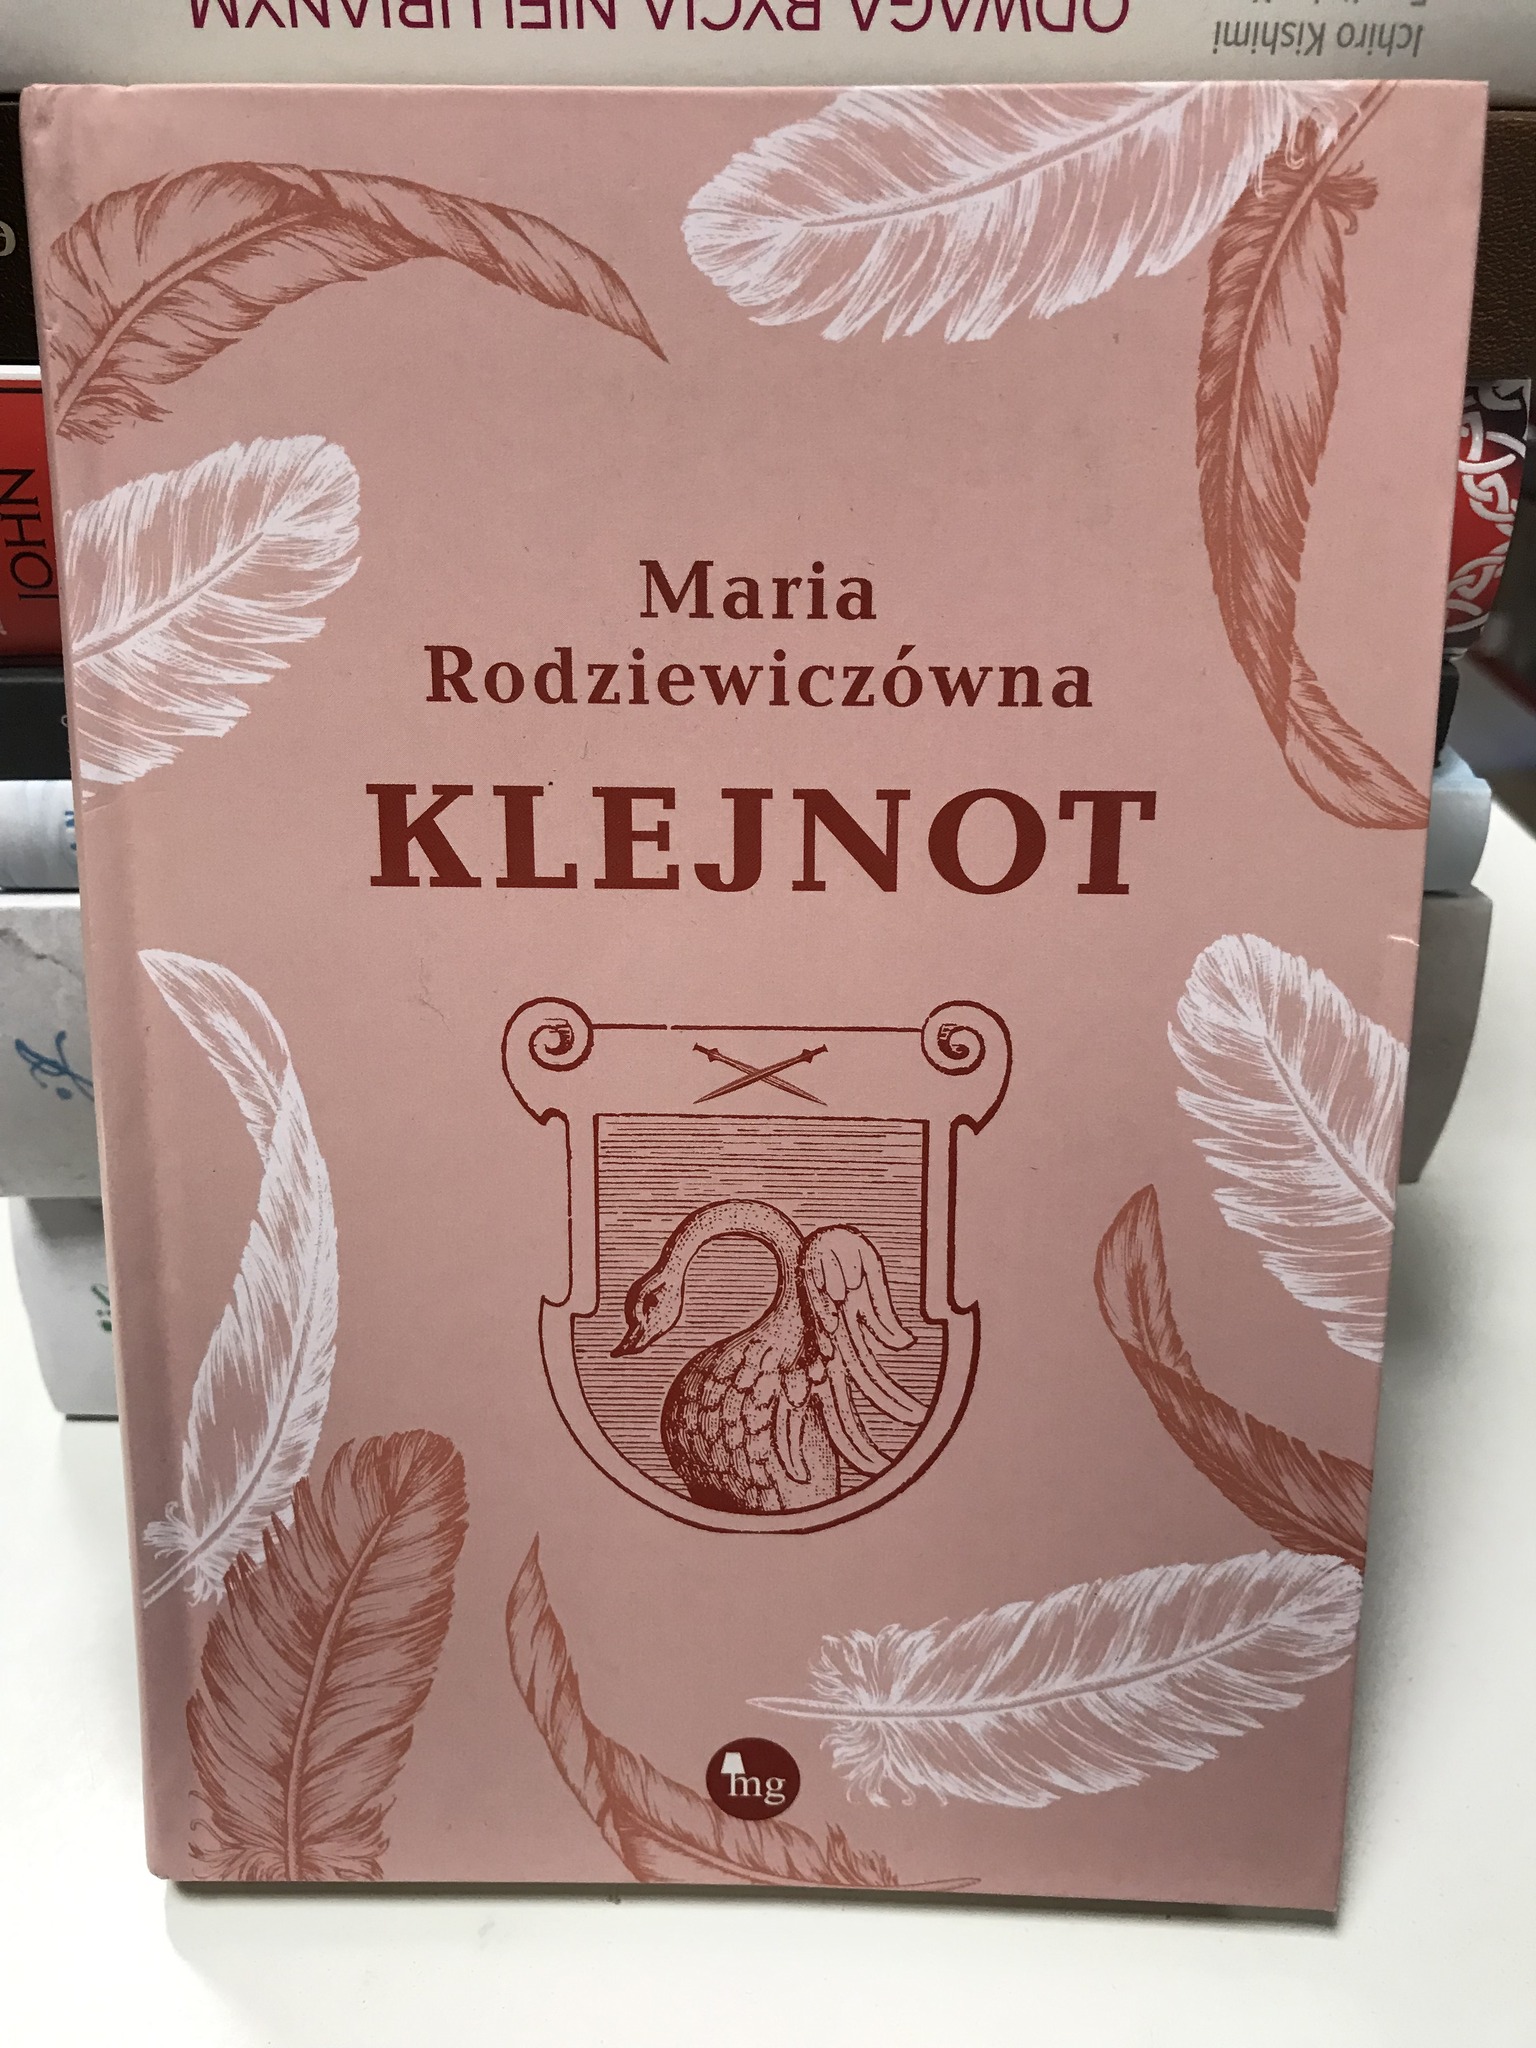 ODWAGA BYCIA NIELUBIANYM
Ichiro Kishimi
JOHN
Maria
Rodziewiczówna
KLEJNOT
mg